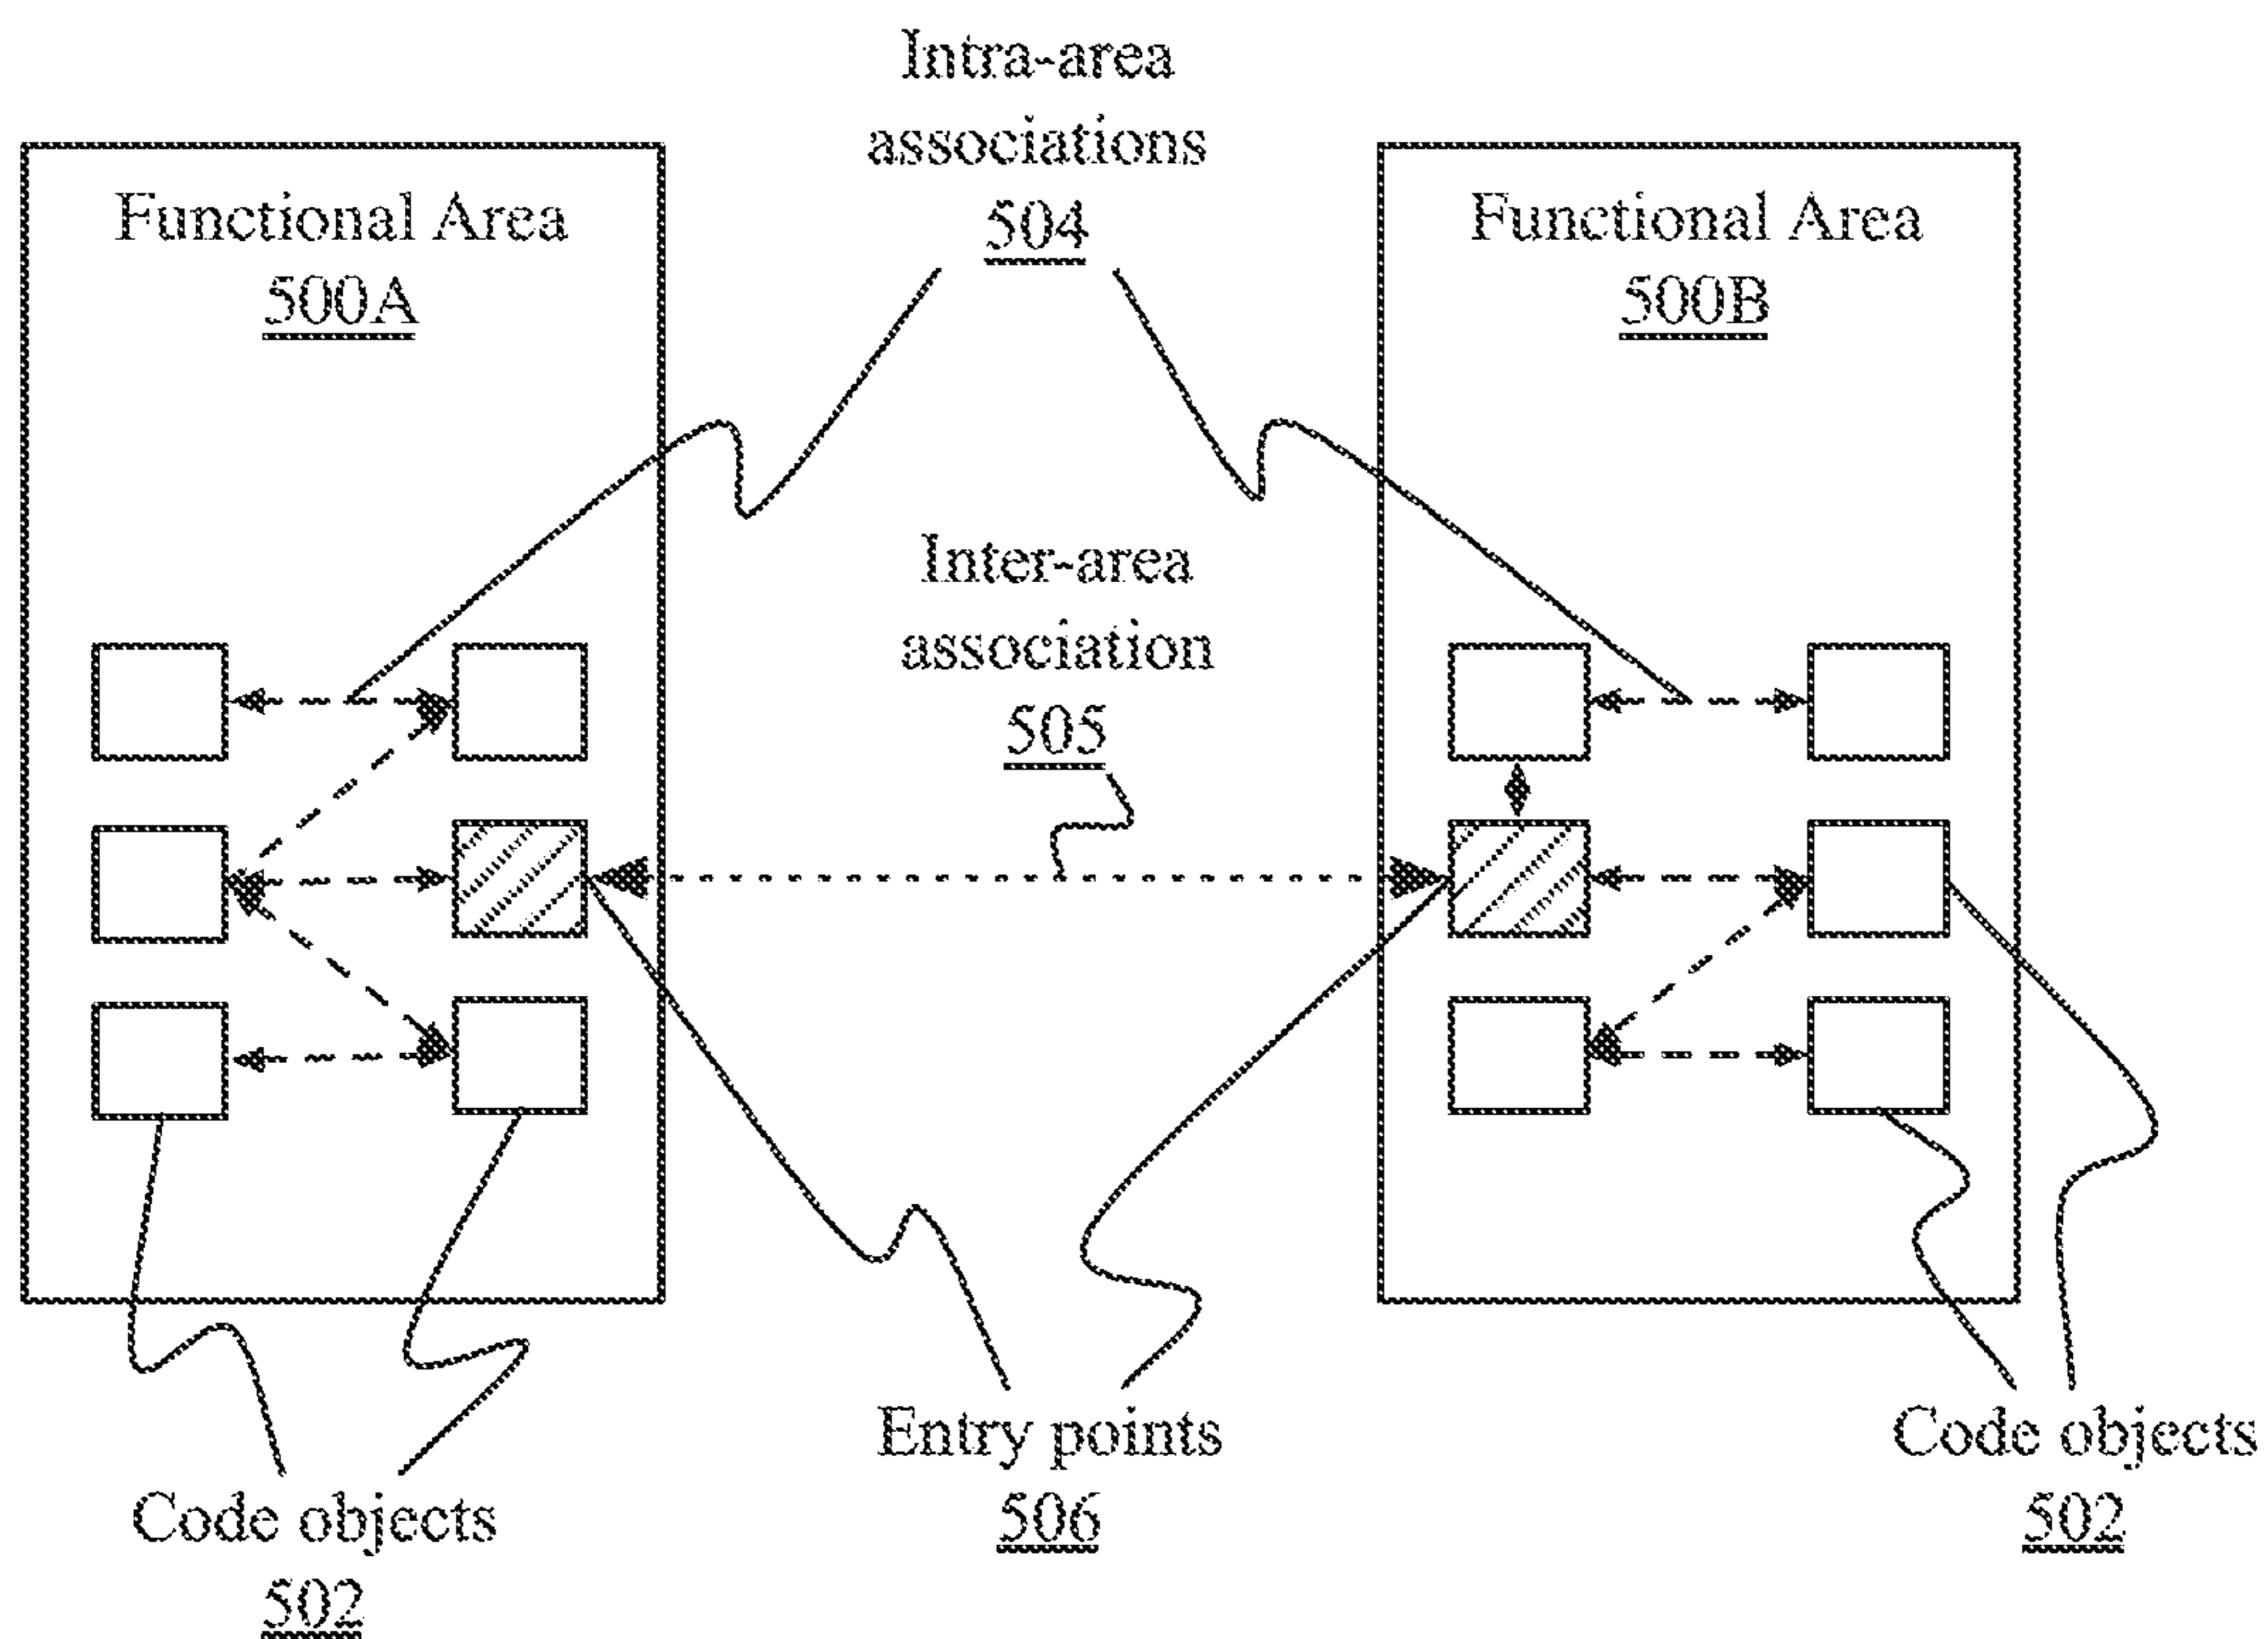 Intra-area
associations
504
Functional Area
500A
Functional Area
500B
Inter-area
association
505
Entry points
506
Code objects
502
Code objects
502